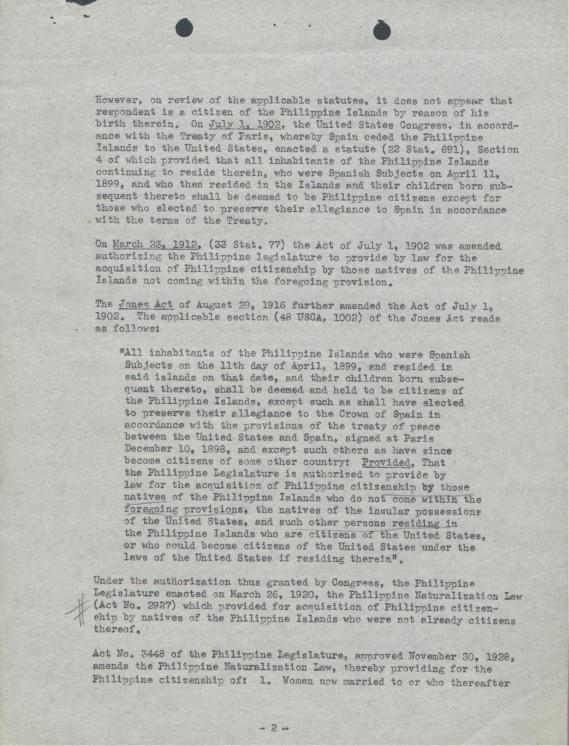 However, on review of the applicable statutes, it does not appear that
respondent is a citizen of the Philippine Islands by reason of his
birth therein. On July 1, 1902, the United States Congress, in accord-
ance with the Treaty of Paris, whereby Spain ceded the Philippine
Islands to the United States, enacted a statute (22 Stat. 691), Section
4 of which provided that all inhabitants of the Philippine Islands
continuing to reside therein, who were Spanish Subjects on April 11,
1899, and who then resided in the Islands and their children born sub-
sequent thereto shall be deemed to be Philippine citizens except for
those who elected to preserve their allegiance to Spain in accordance
with the terms of the Treaty.
On March 23, 1912, (33 Stat. 77) the Act of July 1, 1902 was amended
authorizing the Philippine legislature to provide by law for the
acquisition of Philippine citizenship by those natives of the Philippine
Islands not coming within the foregoing provision.
The Jones Act of August 29, 1916 further amended the Act of July 1,
1902. The applicable section (48 USCA, 1002) of the Jones Act reads
as follows:
"All inhabitants of the Philippine Islands who were Spanish
Subjects on the 11th day of April, 1899, and resided in
said islands on that date, and their children born subse-
quent thereto, shall be deemed and held to be citizens of
the Philippine Islands, except such as shall have elected
to preserve their allegiance to the Crown of Spain in
accordance with the provisions of the treaty of peace
between the United States and Spain, signed at Paris
December 10, 1898, and except such others as have since
become citizens of some other country: Provided, That
the Philippine Legislature is authorized to provide by
law for the acquisition of Philippine citizenship by those
natives of the Philippine Islands who do not come within the
foregoing provisions, the natives of the insular possessions
of the United States, and such other persons residing in
the Philippine Islands who are citizens of the United States,
or who could become citizens of the United States under the
laws of the United States if residing therein".
Under the authorization thus granted by Congress, the Philippine
Legislature enacted on March 26, 1920, the Philippine Naturalization Law
(Act No. 2927) which provided for acquisition of Philippine citizen-
ship by natives of the Philippine Islands who were not already citizens
thereof.
Act No. 3448 of the Philippine Legislature, approved November 30, 1928,
amends the Philippine Naturalization Law, thereby providing for the
Philippine citizenship of: 1. Women now married to or who thereafter
- 2 -